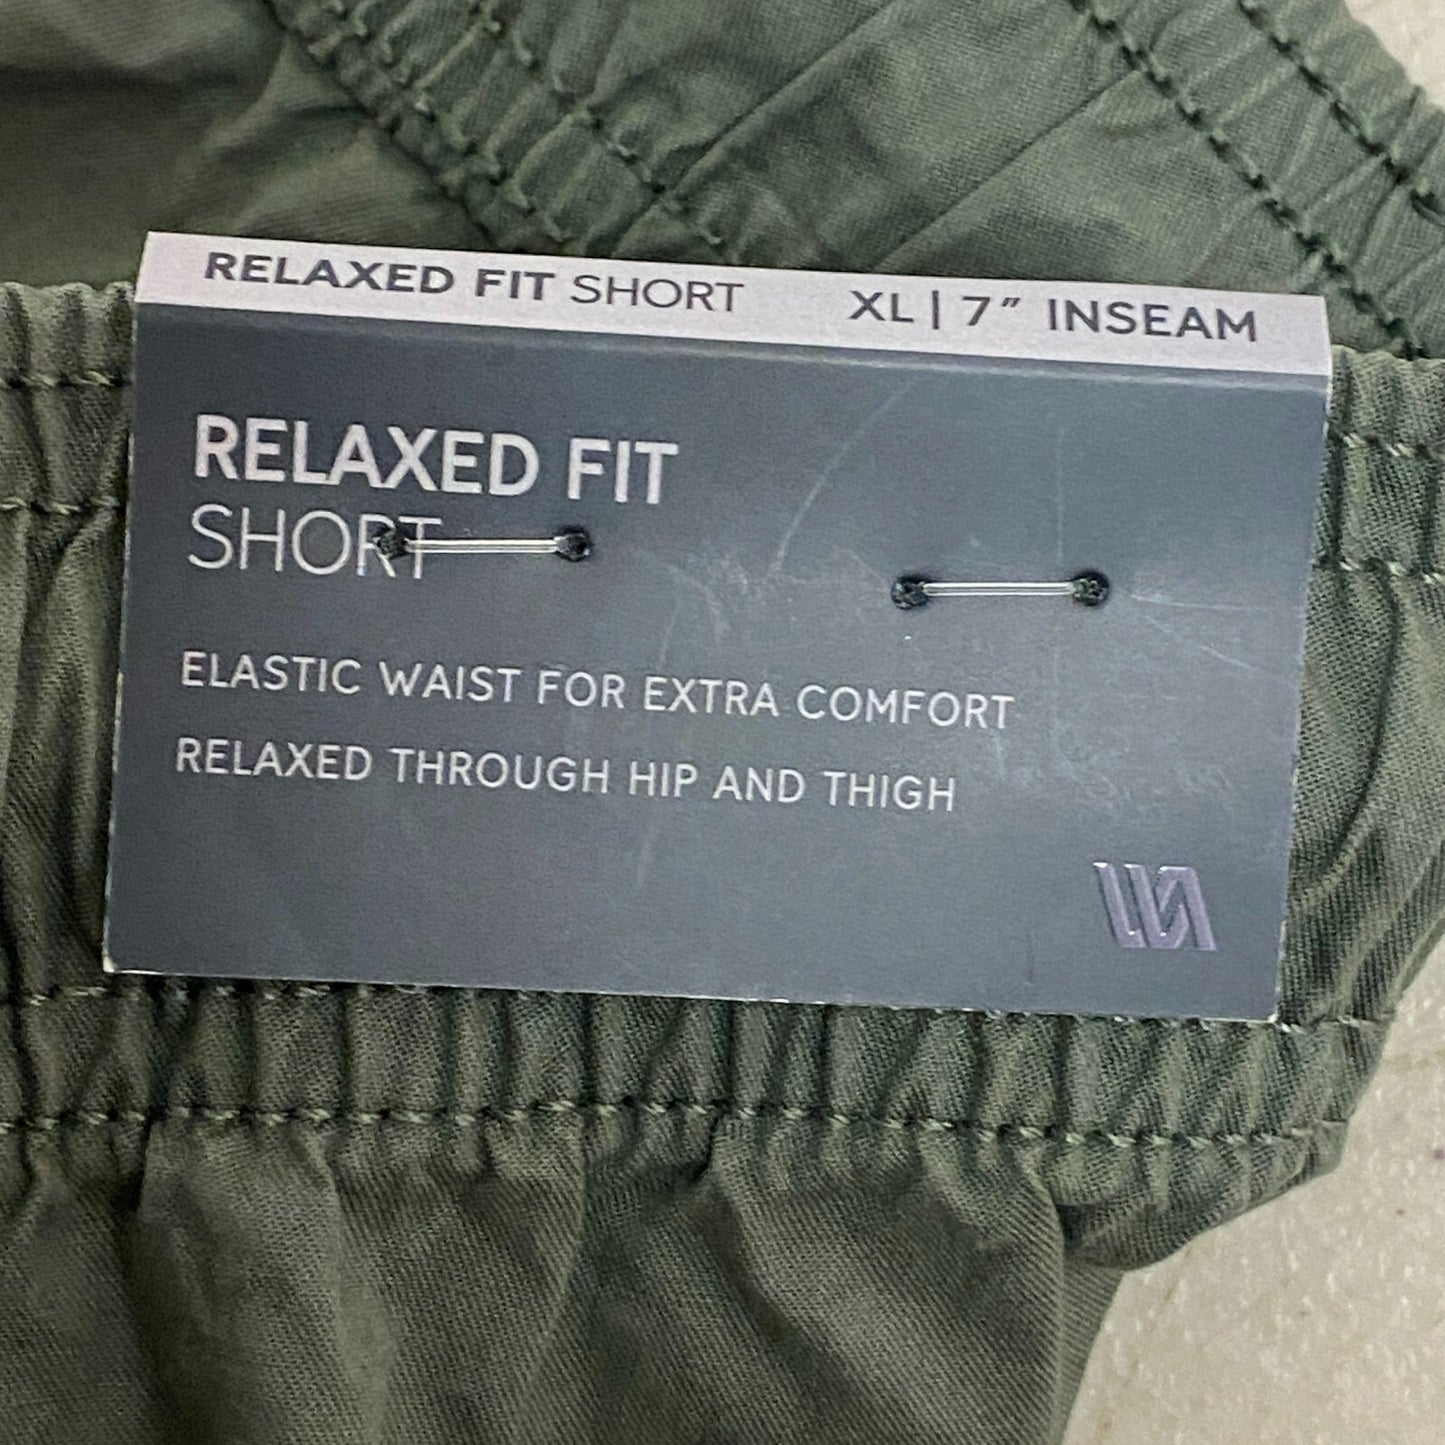 RELAXED FIT SHORT XL | 7" INSEAM
RELAXED FIT
SHORT
ELASTIC WAIST FOR EXTRA COMFORT
RELAXED THROUGH HIP AND THIGH